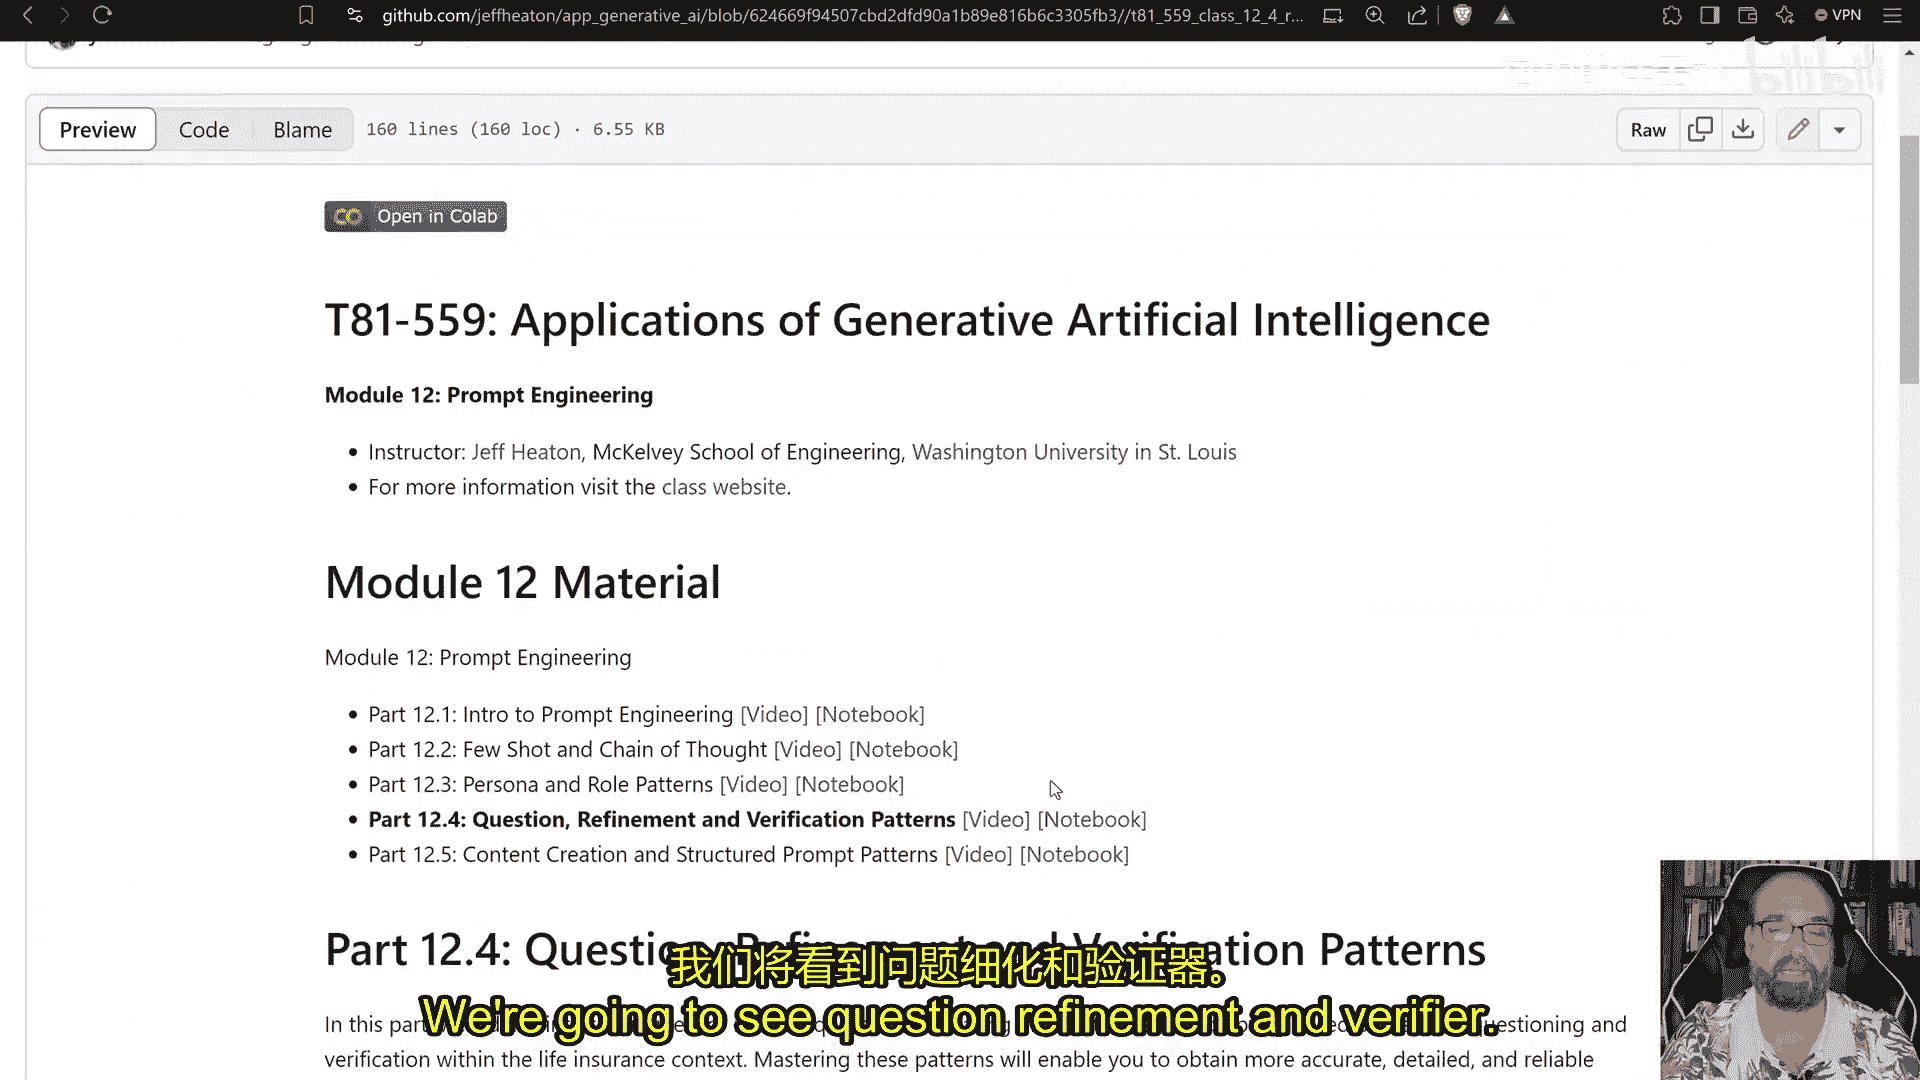 github.com/jeffheaton/app_generative_ai/blob/624669f94507cbd2dfd90a1b89e816b6c3305fb3//t81_559_class_12_4_r...
VPN
Preview Code Blame 160 lines (160 loc) · 6.55 KB Raw
Open in Colab
T81-559: Applications of Generative Artificial Intelligence
Module 12: Prompt Engineering
• Instructor: Jeff Heaton, McKelvey School of Engineering, Washington University in St. Louis
• For more information visit the class website.
Module 12 Material
Module 12: Prompt Engineering
• Part 12.1: Intro to Prompt Engineering [Video] [Notebook]
• Part 12.2: Few Shot and Chain of Thought [Video] [Notebook]
• Part 12.3: Persona and Role Patterns [Video] [Notebook]
• Part 12.4: Question, Refinement and Verification Patterns [Video] [Notebook]
• Part 12.5: Content Creation and Structured Prompt Patterns [Video] [Notebook]
Part 12.4: Question, Refinement and Verification Patterns
我们将看到问题细化和验证器。
We're going to see question refinement and verifier.
In this part
verification within the life insurance context. Mastering these patterns will enable you to obtain more accurate, detailed, and reliable